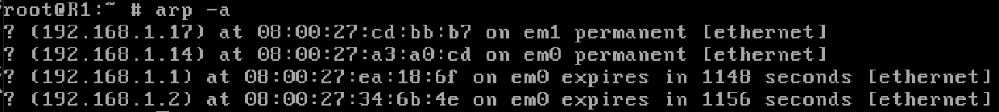 root@R1:~ # arp -a
? (192.168.1.17) at 08:00:27:cd:bb:b7 on em1 permanent [ethernet]
? (192.168.1.14) at 08:00:27:a3:a0:cd on em0 permanent [ethernet]
? (192.168.1.1) at 08:00:27:ea:18:6f on em0 expires in 1148 seconds [ethernet]
? (192.168.1.2) at 08:00:27:34:6b:4e on em0 expires in 1156 seconds [ethernet]